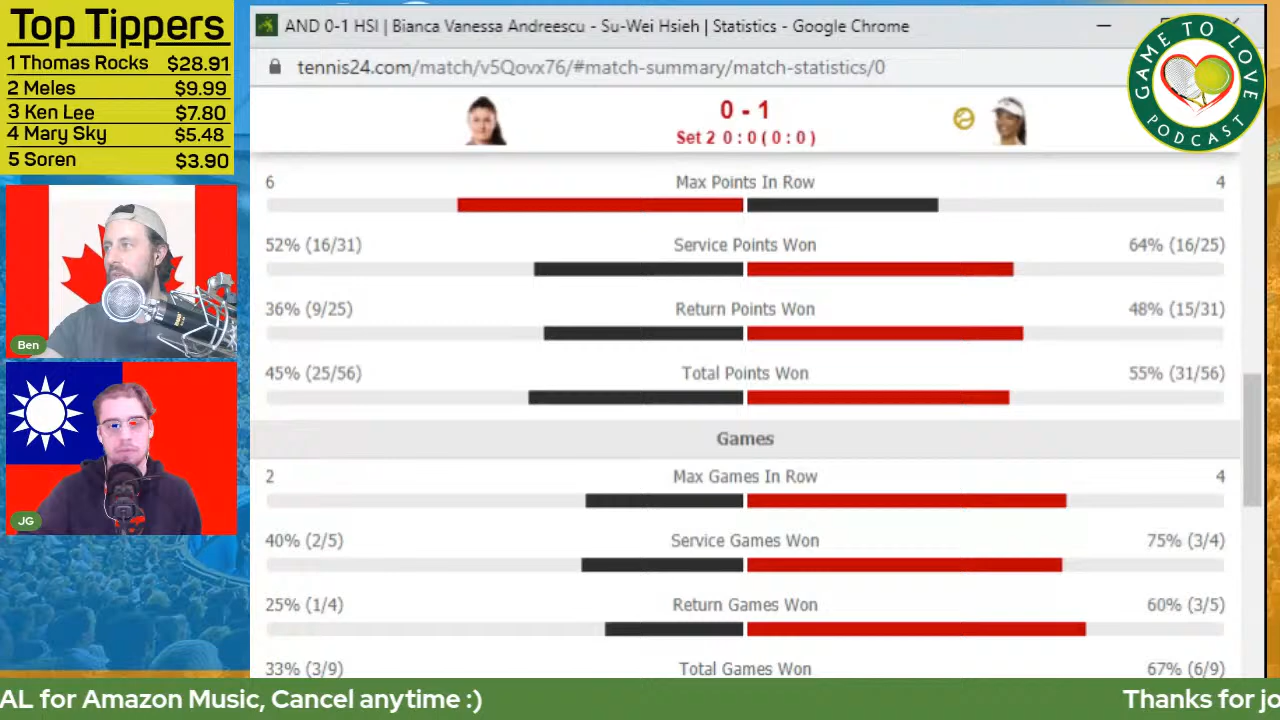 Top Tippers
1 Thomas Rocks $28.91
2 Meles $9.99
3 Ken Lee $7.80
4 Mary Sky $5.48
5 Soren $3.90
Ben
JG
AND 0-1 HSI | Bianca Vanessa Andreescu - Su-Wei Hsieh | Statistics - Google Chrome
tennis24.com/match/v5Qovx76/#match-summary/match-statistics/0
GAME TO LOVE
PODCAST
0 - 1
Set 2 0 : 0 ( 0 : 0 )
6 Max Points In Row 4
52% (16/31) Service Points Won 64% (16/25)
36% (9/25) Return Points Won 48% (15/31)
45% (25/56) Total Points Won 55% (31/56)
Games
2 Max Games In Row 4
40% (2/5) Service Games Won 75% (3/4)
25% (1/4) Return Games Won 60% (3/5)
33% (3/9) Total Games Won 67% (6/9)
AL for Amazon Music, Cancel anytime :) Thanks for jo